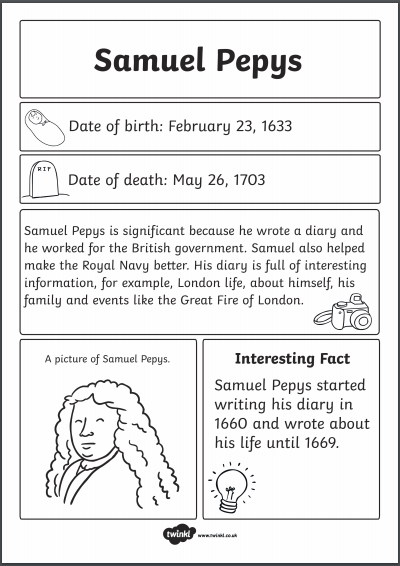 Samuel Pepys
Date of birth: February 23, 1633
RIP
Date of death: May 26, 1703
Samuel Pepys is significant because he wrote a diary and
he worked for the British government. Samuel also helped
make the Royal Navy better. His diary is full of interesting
information, for example, London life, about himself, his
family and events like the Great Fire of London.
A picture of Samuel Pepys.
Interesting Fact
Samuel Pepys started
writing his diary in
1660 and wrote about
his life until 1669.
twinkl www.twinkl.co.uk